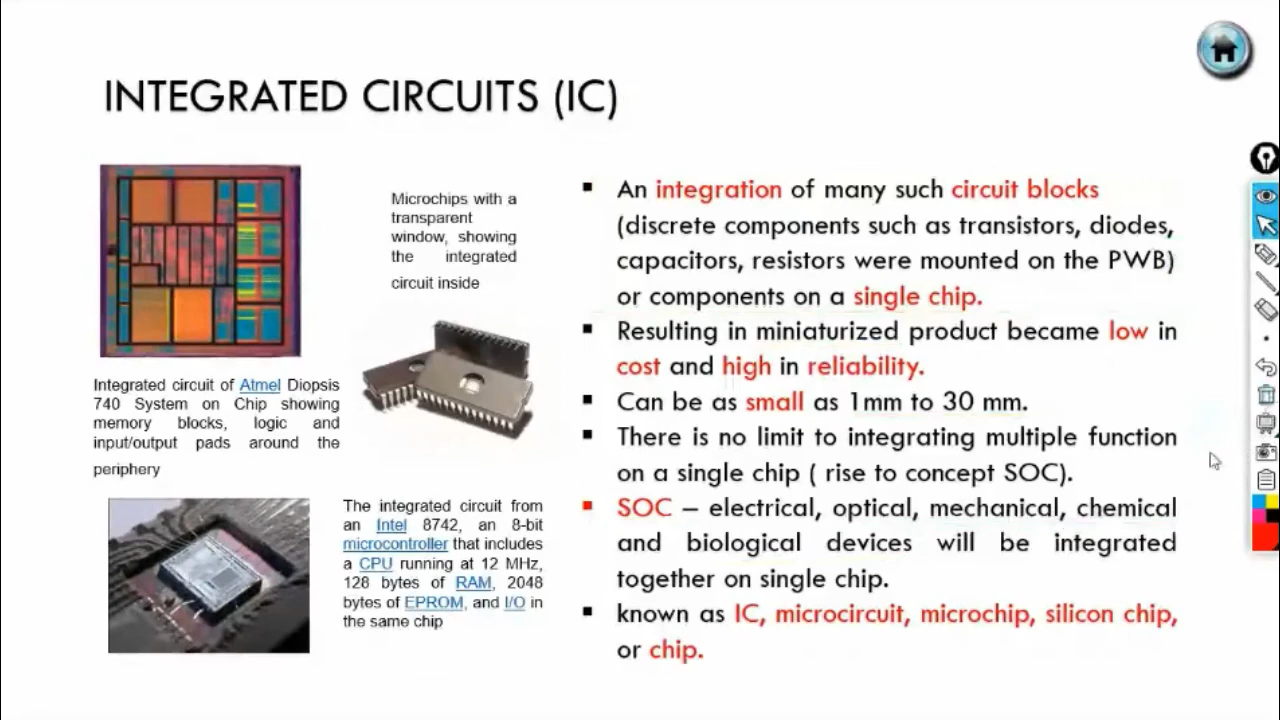 INTEGRATED CIRCUITS (IC)
Microchips with a
transparent
window, showing
the integrated
circuit inside
Integrated circuit of Atmel Diopsis
740 System on Chip showing
memory blocks, logic and
input/output pads around the
periphery
The integrated circuit from
an Intel 8742, an 8-bit
microcontroller that includes
a CPU running at 12 MHz,
128 bytes of RAM, 2048
bytes of EPROM, and I/O in
the same chip
▪ An integration of many such circuit blocks
(discrete components such as transistors, diodes,
capacitors, resistors were mounted on the PWB)
or components on a single chip.
▪ Resulting in miniaturized product became low in
cost and high in reliability.
▪ Can be as small as 1mm to 30 mm.
▪ There is no limit to integrating multiple function
on a single chip ( rise to concept SOC).
▪ SOC – electrical, optical, mechanical, chemical
and biological devices will be integrated
together on single chip.
▪ known as IC, microcircuit, microchip, silicon chip,
or chip.